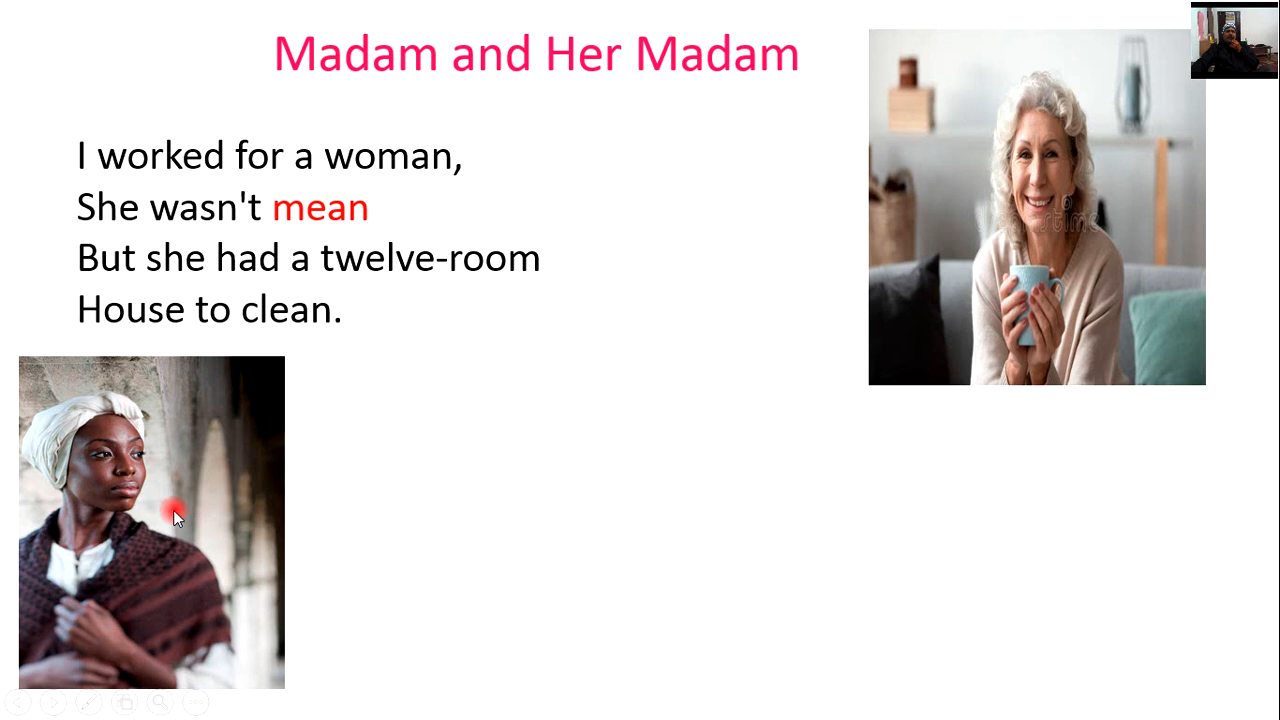 Madam and Her Madam
I worked for a woman,
She wasn't mean
But she had a twelve-room
House to clean.